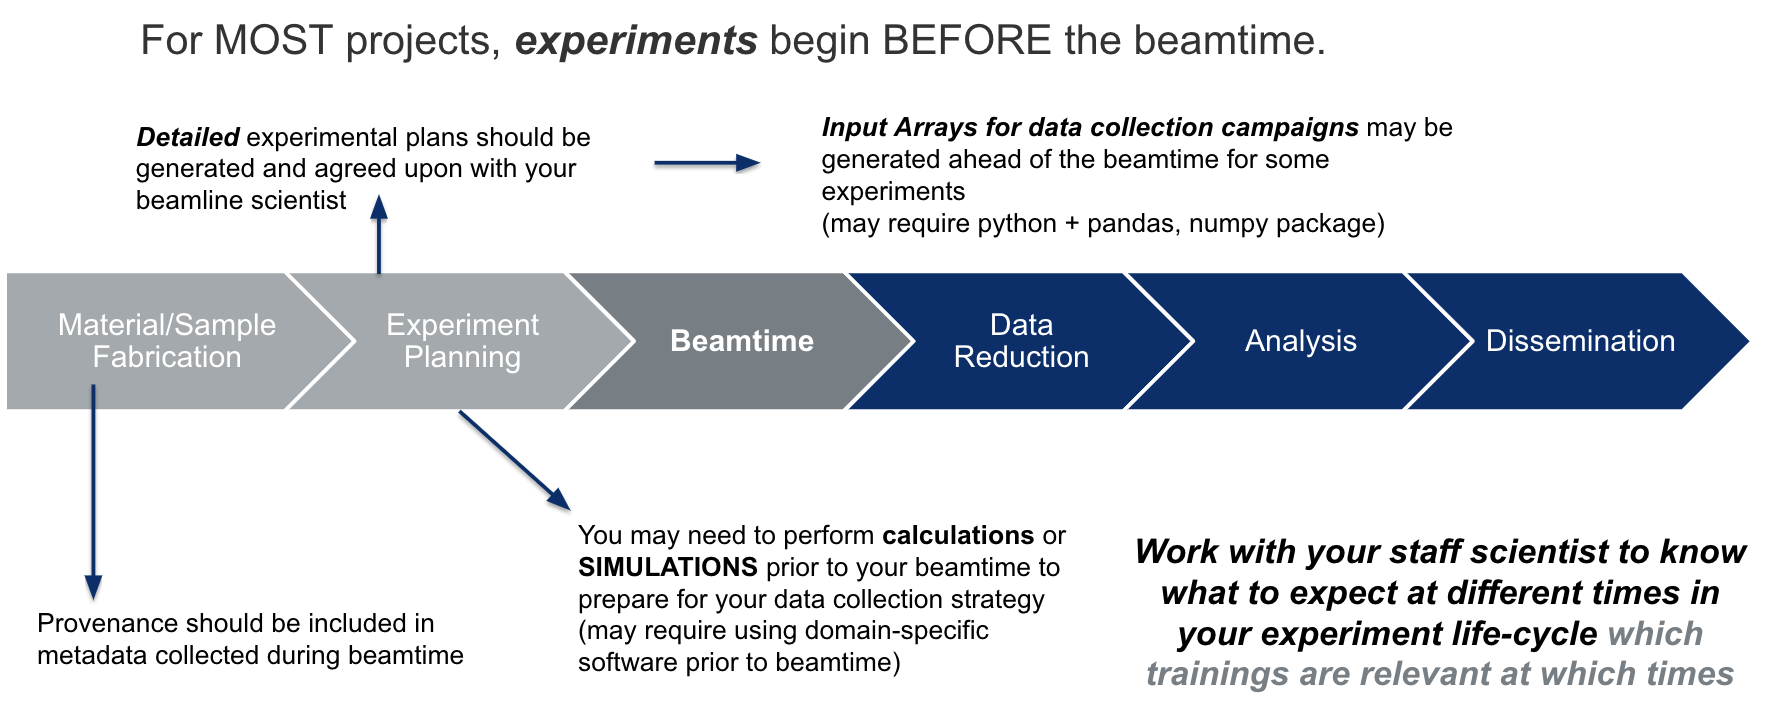 For MOST projects, experiments begin BEFORE the beamtime.
Detailed experimental plans should be
generated and agreed upon with your
beamline scientist
Input Arrays for data collection campaigns may be
generated ahead of the beamtime for some
experiments
(may require python + pandas, numpy package)
Material/Sample
Fabrication
Experiment
Planning
Beamtime
Data
Reduction
Analysis
Dissemination
Provenance should be included in
metadata collected during beamtime
You may need to perform calculations or
SIMULATIONS prior to your beamtime to
prepare for your data collection strategy
(may require using domain-specific
software prior to beamtime)
Work with your staff scientist to know
what to expect at different times in
your experiment life-cycle which
trainings are relevant at which times